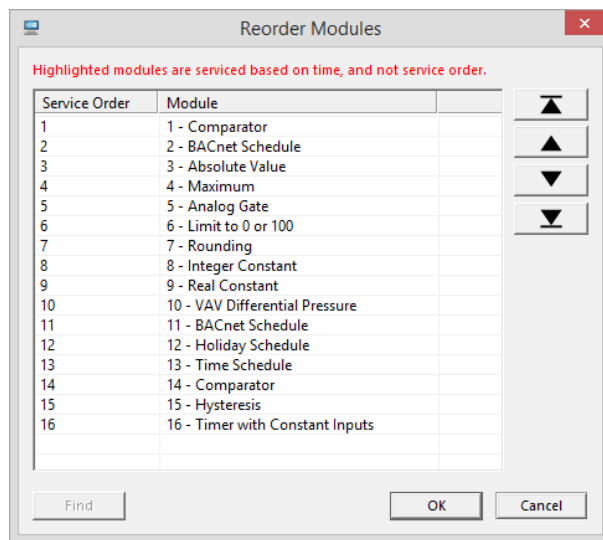 Reorder Modules
Highlighted modules are serviced based on time, and not service order.
Service Order Module
1 1 - Comparator
2 2 - BACnet Schedule
3 3 - Absolute Value
4 4 - Maximum
5 5 - Analog Gate
6 6 - Limit to 0 or 100
7 7 - Rounding
8 8 - Integer Constant
9 9 - Real Constant
10 10 - VAV Differential Pressure
11 11 - BACnet Schedule
12 12 - Holiday Schedule
13 13 - Time Schedule
14 14 - Comparator
15 15 - Hysteresis
16 16 - Timer with Constant Inputs
Find OK Cancel